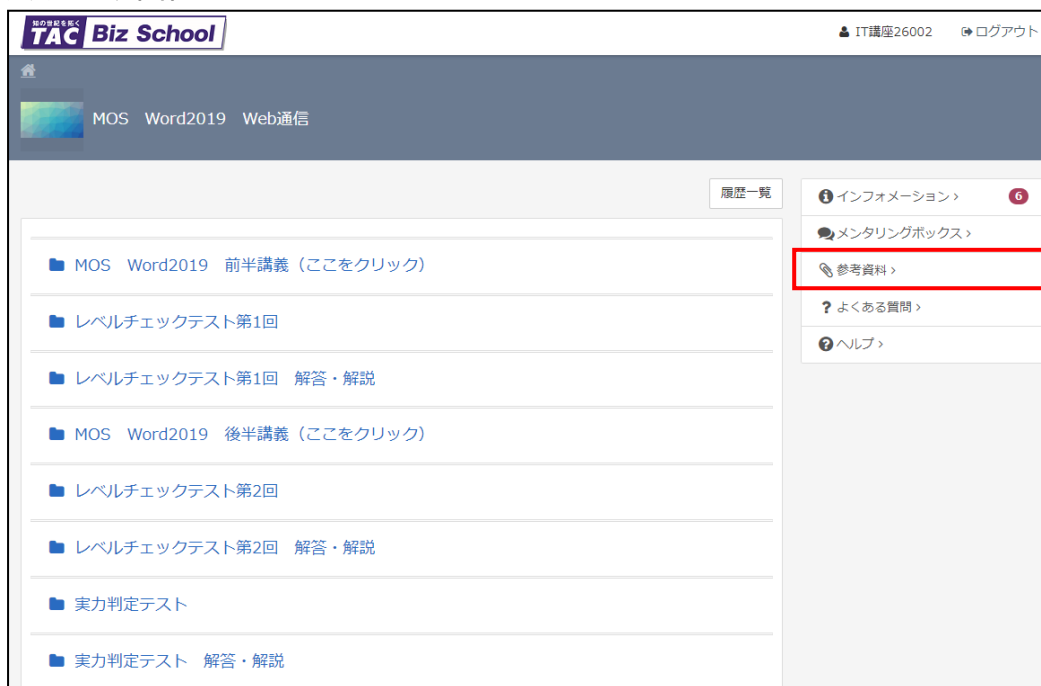 知の世紀を拓く
TAC Biz School
IT講座26002 ログアウト
MOS Word2019 Web通信
履歴一覧
MOS Word2019 前半講義（ここをクリック）
レベルチェックテスト第1回
レベルチェックテスト第1回 解答・解説
MOS Word2019 後半講義（ここをクリック）
レベルチェックテスト第2回
レベルチェックテスト第2回 解答・解説
実力判定テスト
実力判定テスト 解答・解説
インフォメーション › 6
メンタリングボックス ›
参考資料 ›
? よくある質問 ›
ヘルプ ›